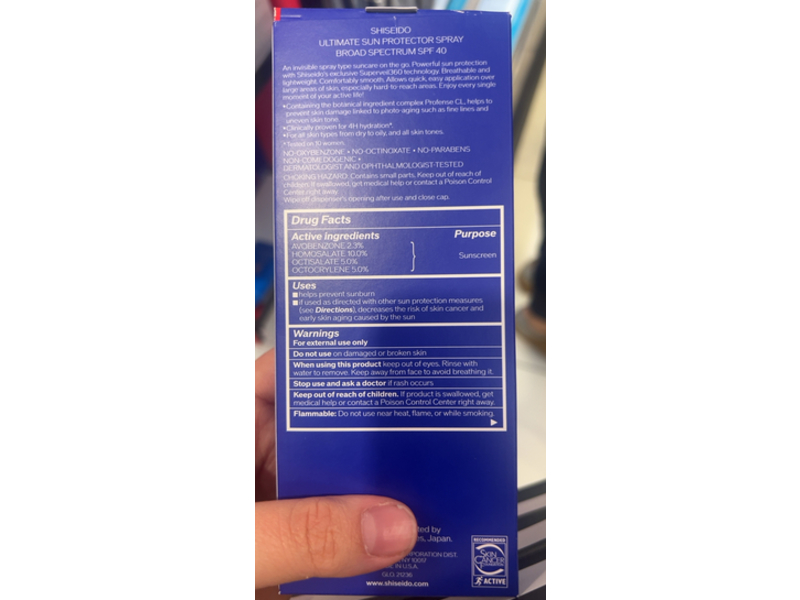 SHISEIDO
ULTIMATE SUN PROTECTOR SPRAY
BROAD SPECTRUM SPF 40
An invisible spray type suncare on the go. Powerful sun protection
with Shiseido's exclusive Superveil360 technology. Breathable and
lightweight. Comfortably smooth. Allows quick, easy application over
large areas of skin, especially hard-to-reach areas. Enjoy every single
moment of your active life!
•Containing the botanical ingredient complex Profense CL, helps to
prevent skin damage linked to photo-aging such as fine lines and
uneven skin tone.
•Clinically proven for 4H hydration*.
•For all skin types from dry to oily, and all skin tones.
*Tested on 10 women.
NO-OXYBENZONE • NO-OCTINOXATE • NO-PARABENS
NON-COMEDOGENIC •
DERMATOLOGIST AND OPHTHALMOLOGIST-TESTED
CHOKING HAZARD: Contains small parts. Keep out of reach of
children. If swallowed, get medical help or contact a Poison Control
Center right away.
Wipe off dispenser's opening after use and close cap.
Drug Facts
Active ingredients Purpose
AVOBENZONE 2.3%
HOMOSALATE 10.0%
OCTISALATE 5.0%
OCTOCRYLENE 5.0%
Sunscreen
Uses
■ helps prevent sunburn
■ if used as directed with other sun protection measures
(see Directions), decreases the risk of skin cancer and
early skin aging caused by the sun
Warnings
For external use only
Do not use on damaged or broken skin
When using this product keep out of eyes. Rinse with
water to remove. Keep away from face to avoid breathing it.
Stop use and ask a doctor if rash occurs
Keep out of reach of children. If product is swallowed, get
medical help or contact a Poison Control Center right away.
Flammable: Do not use near heat, flame, or while smoking.
▶
by
Japan.
DIST.
NY 10017
IN U.S.A.
www.shiseido.com
RECOMMENDED
SKIN
CANCER
ACTIVE